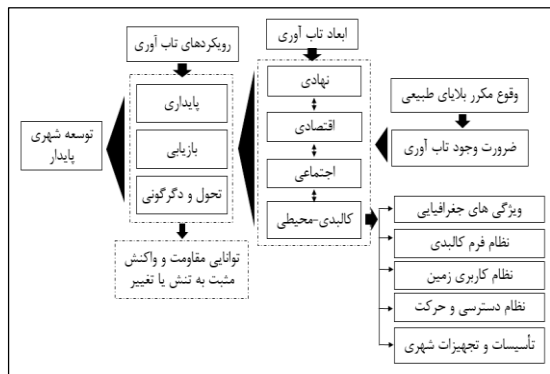 وقوع مکرر بلایای طبیعی
ضرورت وجود تاب آوری
ابعاد تاب آوری
نهادی
اقتصادی
اجتماعی
کالبدی-محیطی
ویژگی های جغرافیایی
نظام فرم کالبدی
نظام کاربری زمین
نظام دسترسی و حرکت
تأسیسات و تجهیزات شهری
رویکردهای تاب آوری
پایداری
بازیابی
تحول و دگرگونی
توانایی مقاومت و واکنش
مثبت به تنش یا تغییر
توسعه شهری
پایدار